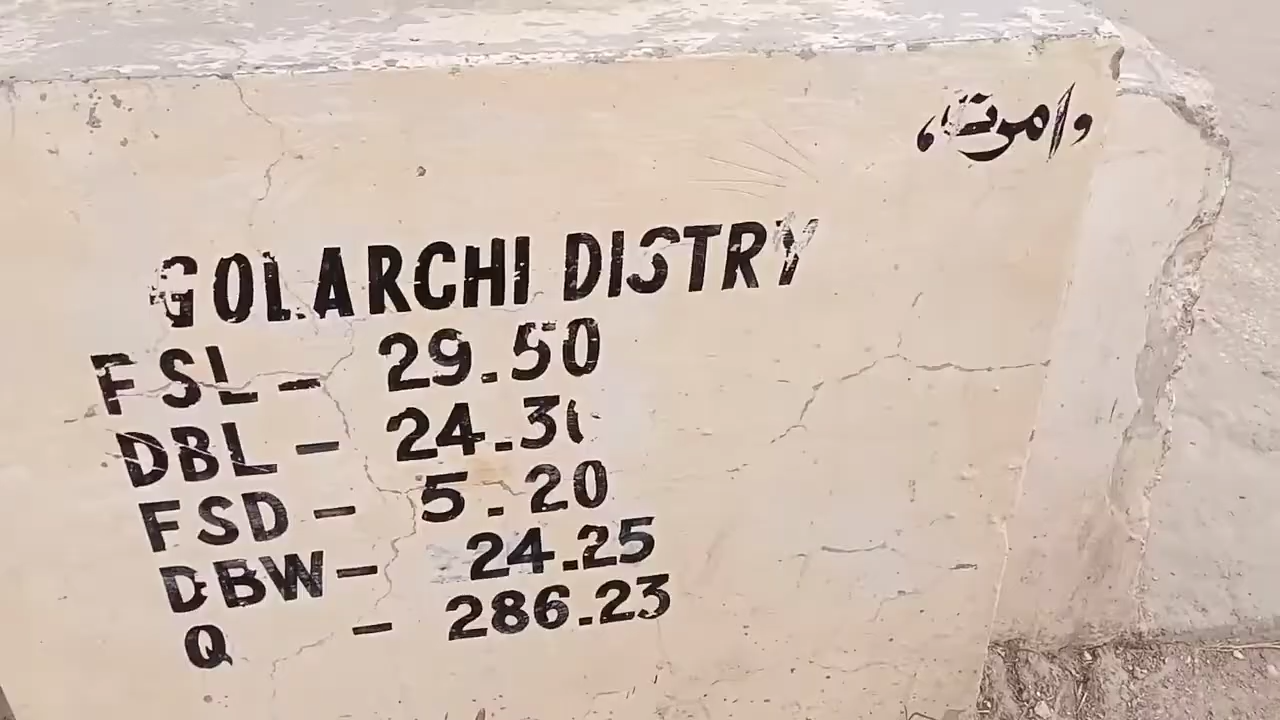 GOLARCHI DISTRY
FSL - 29.50
DBL - 24.30
FSD - 5.20
DBW - 24.25
Q - 286.23